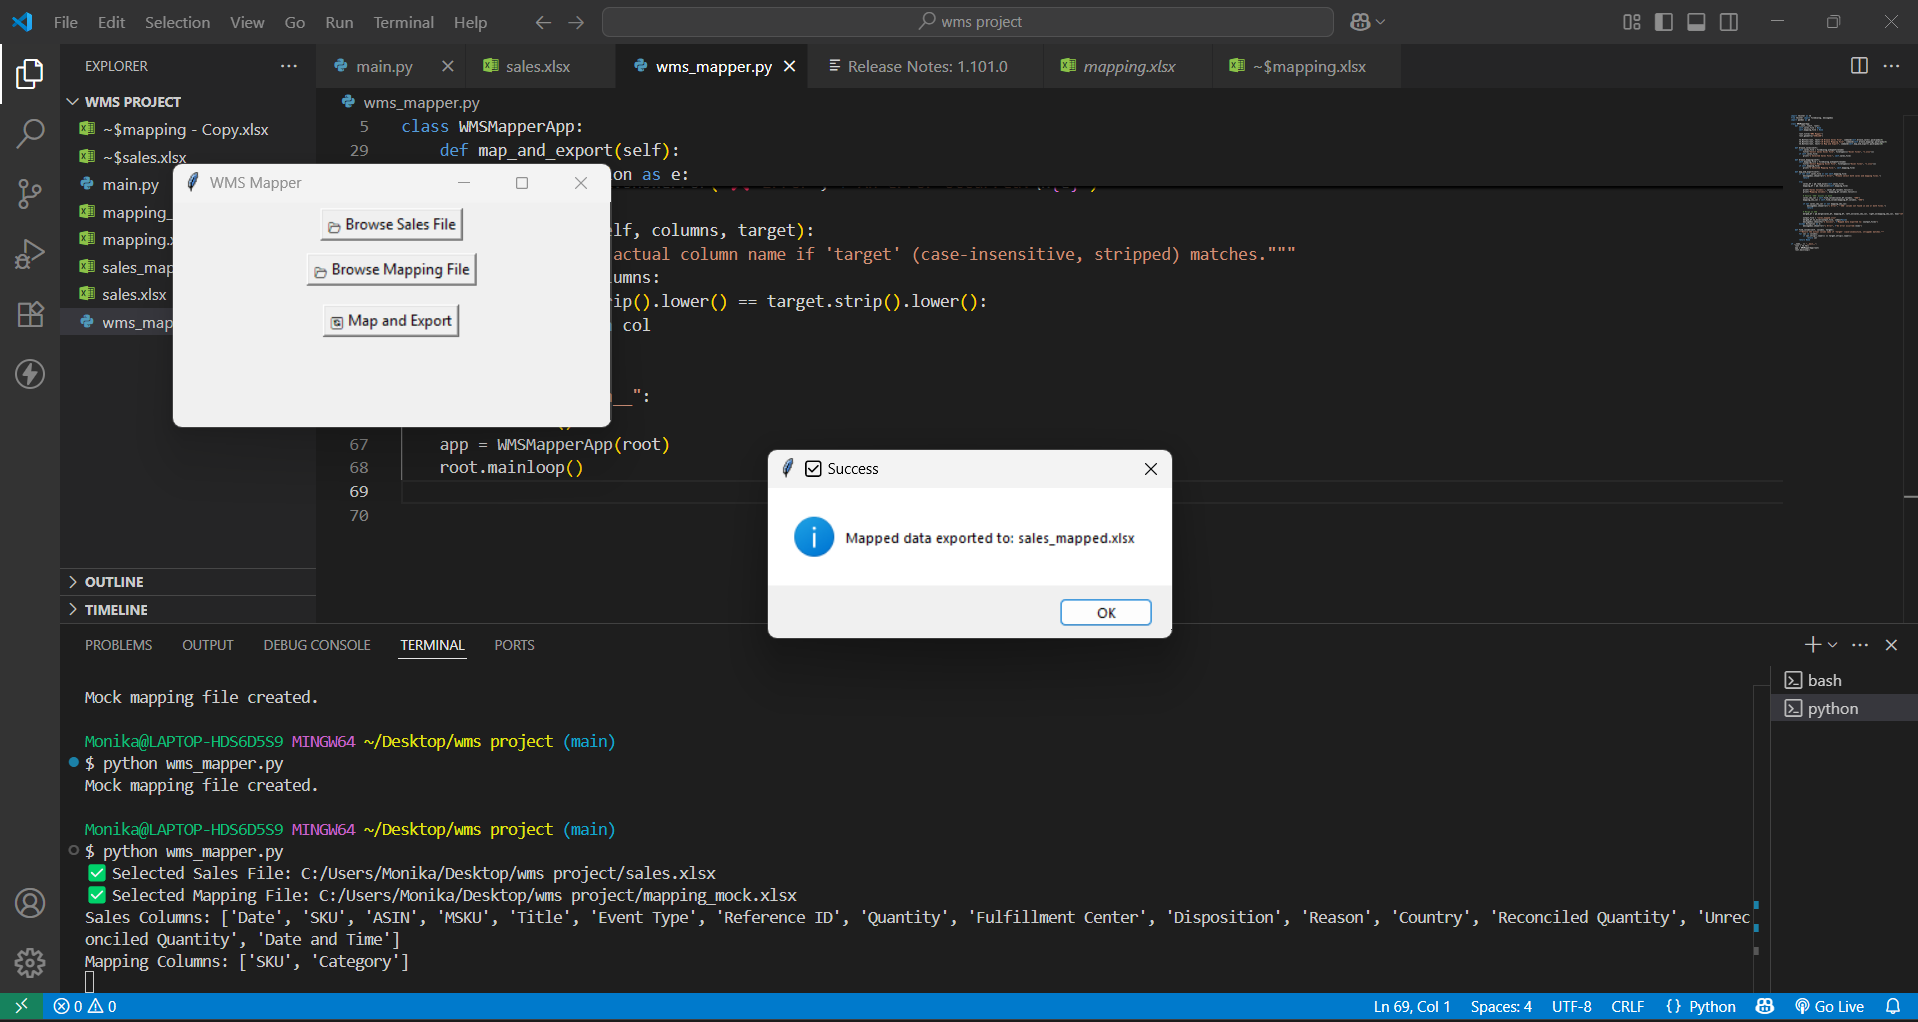 File Edit Selection View Go Run Terminal Help
wms project
EXPLORER
main.py
sales.xlsx
wms_mapper.py
Release Notes: 1.101.0
mapping.xlsx
~$mapping.xlsx
WMS PROJECT
~$mapping - Copy.xlsx
~$sales.xlsx
main.py
mapping_
mapping.x
sales_map
sales.xlsx
wms_map
OUTLINE
TIMELINE
wms_mapper.py
5 class WMSMapperApp:
29 def map_and_export(self):
ion as e:
lf, columns, target):
actual column name if 'target' (case-insensitive, stripped) matches."""
umns:
ip().lower() == target.strip().lower():
col
__":
67 app = WMSMapperApp(root)
68 root.mainloop()
69
70
WMS Mapper
Browse Sales File
Browse Mapping File
Map and Export
Success
Mapped data exported to: sales_mapped.xlsx
OK
PROBLEMS OUTPUT DEBUG CONSOLE TERMINAL PORTS
bash
python
Mock mapping file created.
Monika@LAPTOP-HDS6D5S9 MINGW64 ~/Desktop/wms project (main)
$ python wms_mapper.py
Mock mapping file created.
Monika@LAPTOP-HDS6D5S9 MINGW64 ~/Desktop/wms project (main)
$ python wms_mapper.py
✅ Selected Sales File: C:/Users/Monika/Desktop/wms project/sales.xlsx
✅ Selected Mapping File: C:/Users/Monika/Desktop/wms project/mapping_mock.xlsx
Sales Columns: ['Date', 'SKU', 'ASIN', 'MSKU', 'Title', 'Event Type', 'Reference ID', 'Quantity', 'Fulfillment Center', 'Disposition', 'Reason', 'Country', 'Reconciled Quantity', 'Unrec
onciled Quantity', 'Date and Time']
Mapping Columns: ['SKU', 'Category']
0 0
Ln 69, Col 1 Spaces: 4 UTF-8 CRLF {} Python Go Live